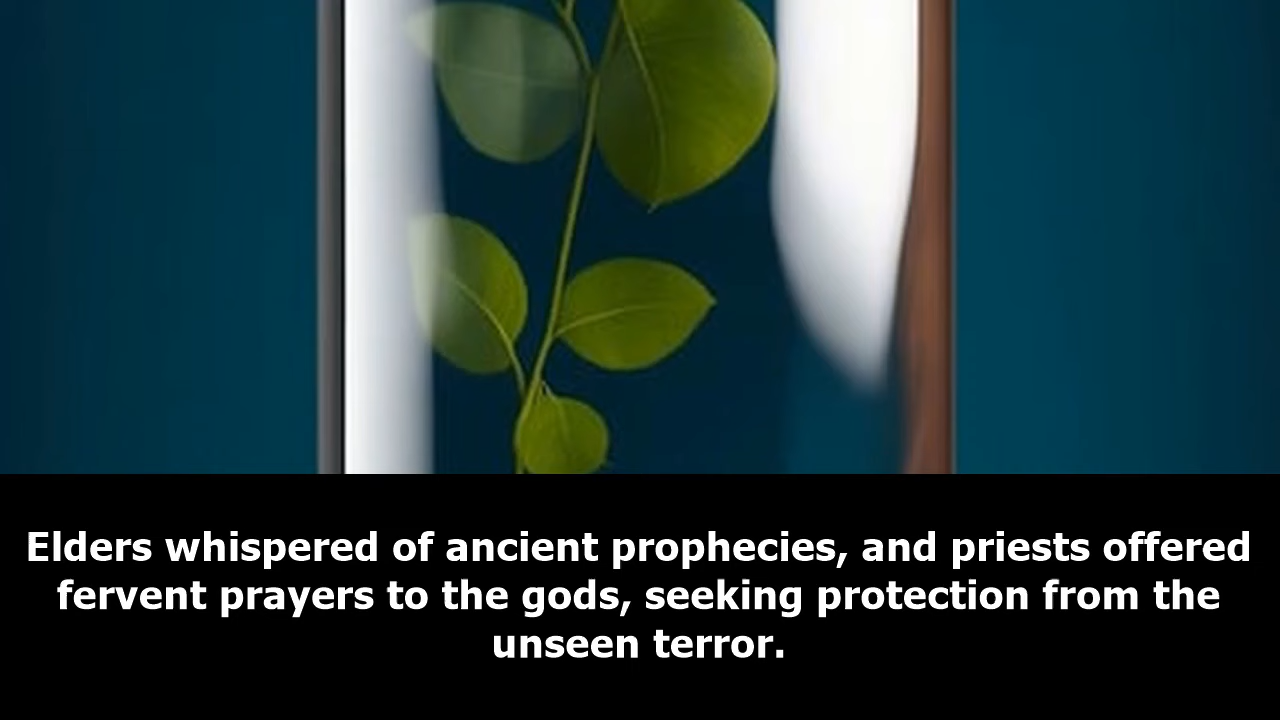 Elders whispered of ancient prophecies, and priests offered
fervent prayers to the gods, seeking protection from the
unseen terror.